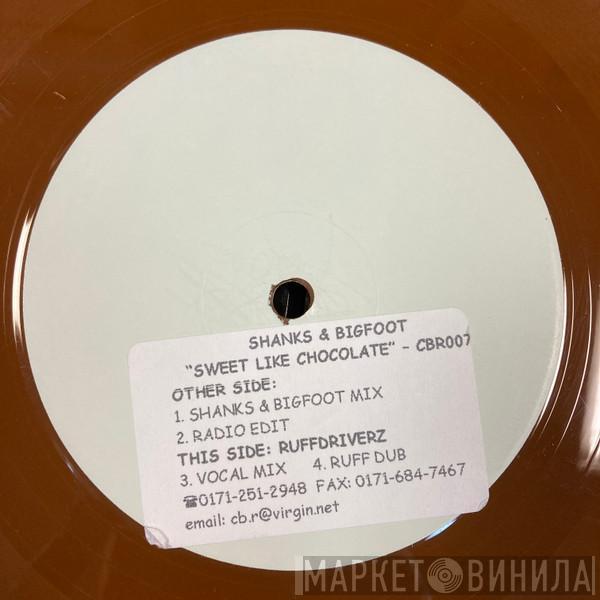 SHANKS & BIGFOOT
"SWEET LIKE CHOCOLATE" - CBR007
OTHER SIDE:
1. SHANKS & BIGFOOT MIX
2. RADIO EDIT
THIS SIDE: RUFFDRIVERZ
3. VOCAL MIX 4. RUFF DUB
☎0171-251-2948 FAX: 0171-684-7467
email: cb.r@virgin.net
МАРКЕТ ВИНИЛА